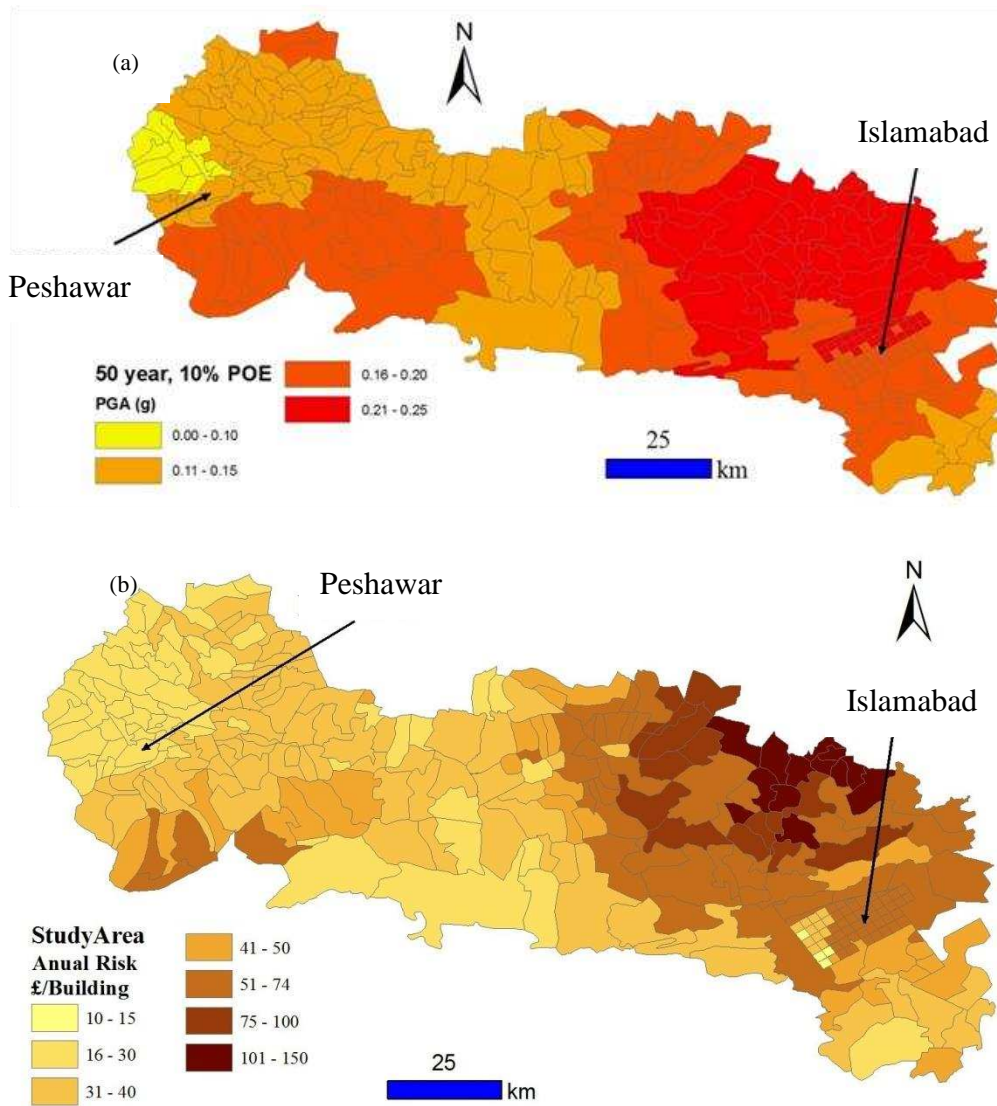 (a)
N
Islamabad
Peshawar
50 year, 10% POE
PGA (g)
0.00 - 0.10
0.11 - 0.15
0.16 - 0.20
0.21 - 0.25
25
km
(b)
Peshawar
N
Islamabad
StudyArea
Anual Risk
£/Building
10 - 15
16 - 30
31 - 40
41 - 50
51 - 74
75 - 100
101 - 150
25
km